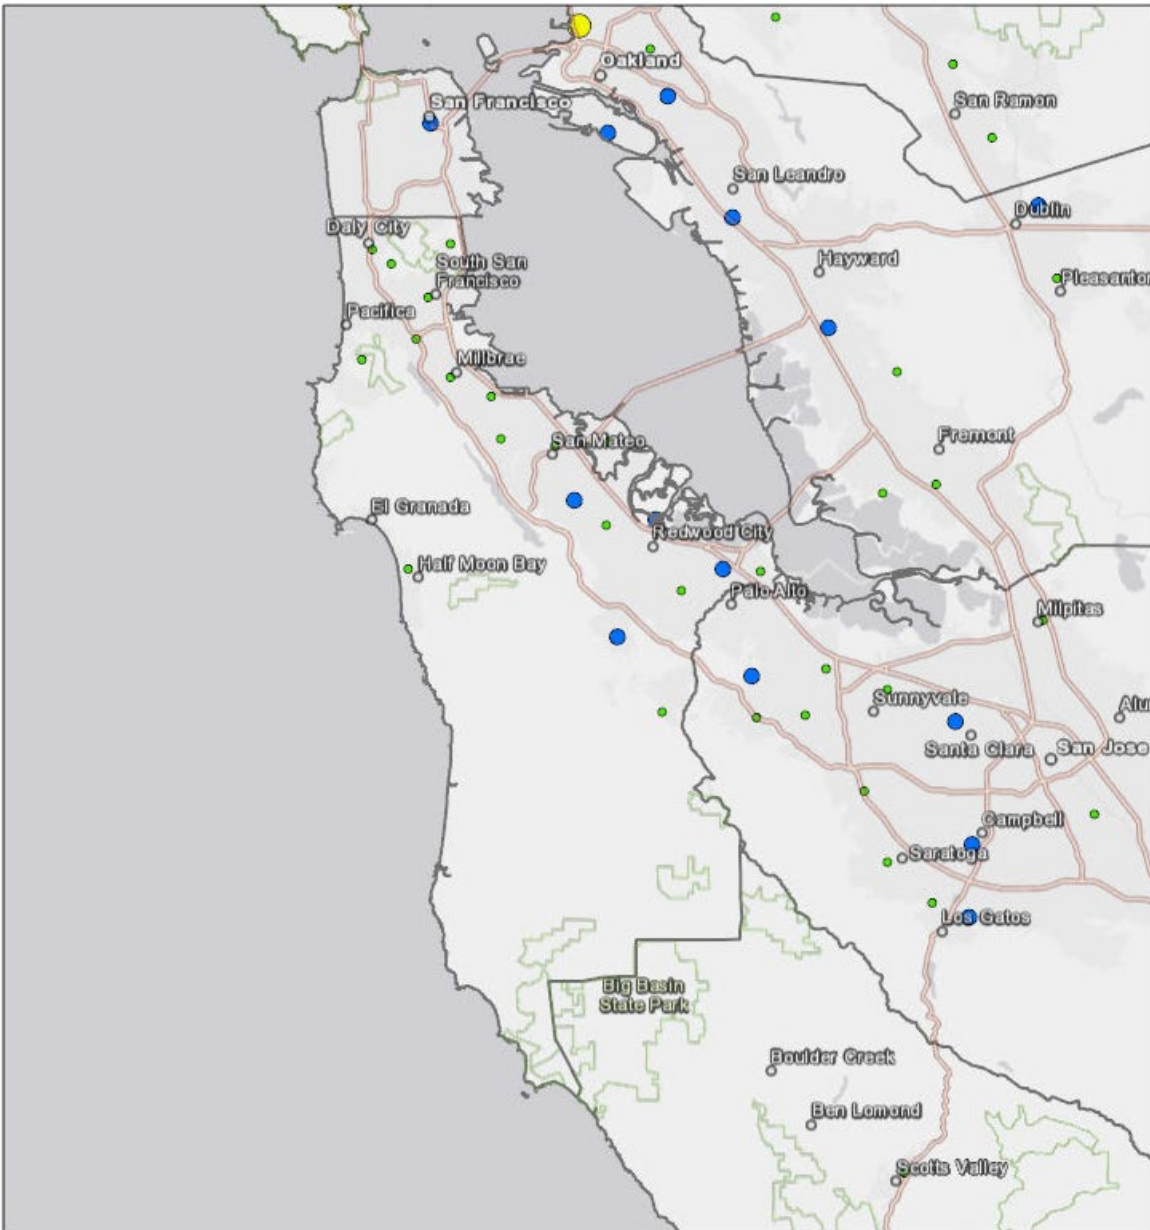 Oakland
San Francisco
San Ramon
San Leandro
Dublin
Daly City
South San
Francisco
Hayward
Pleasanton
Pacifica
Millbrae
San Mateo
Fremont
El Granada
Redwood City
Half Moon Bay
Palo Alto
Milpitas
Sunnyvale
Alu
Santa Clara
San Jose
Campbell
Saratoga
Los Gatos
Big Basin
State Park
Boulder Creek
Ben Lomond
Scotts Valley